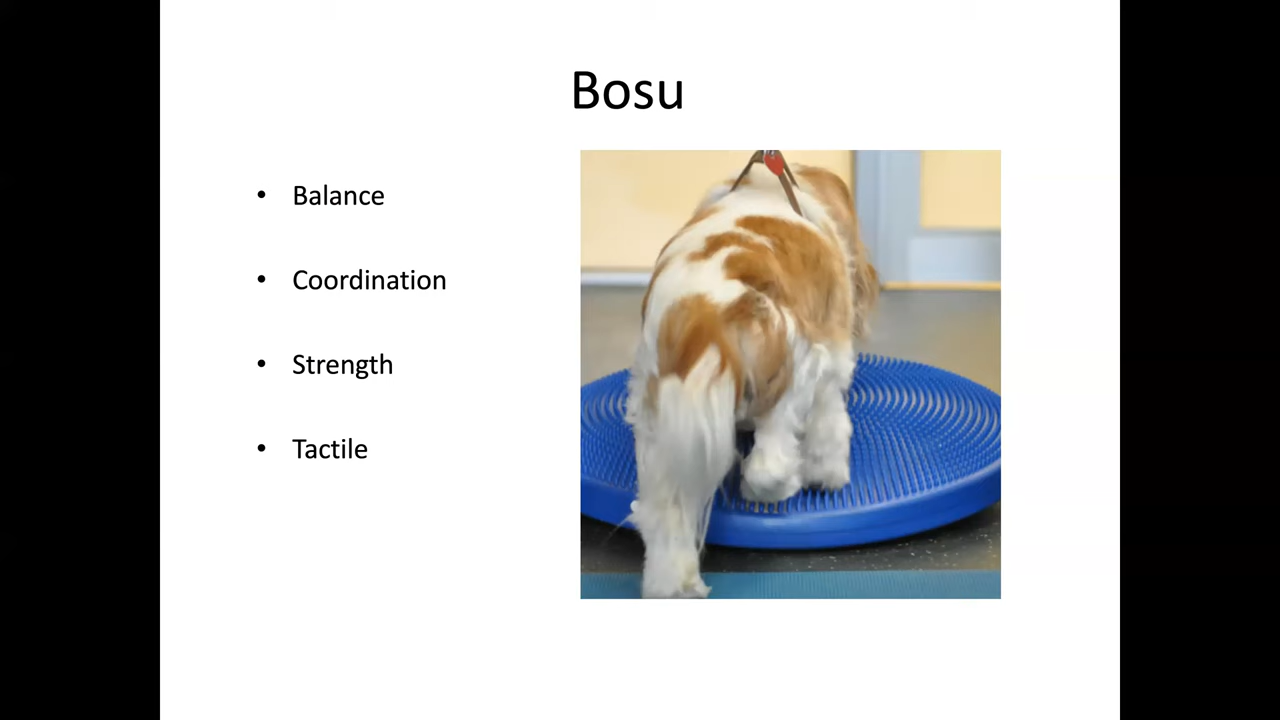 Bosu
• Balance
• Coordination
• Strength
• Tactile